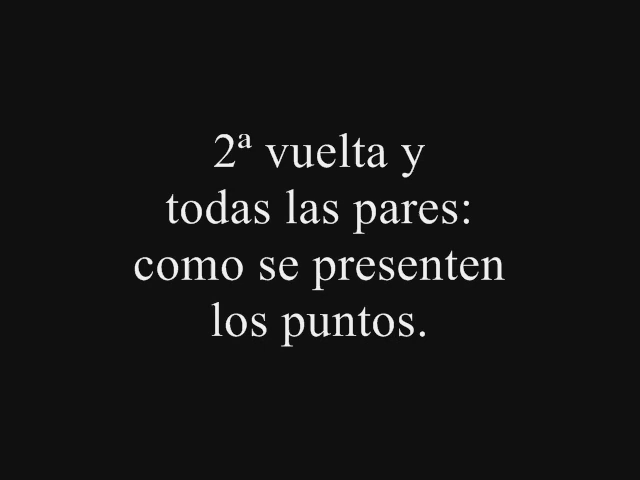 2ª vuelta y
todas las pares:
como se presenten
los puntos.